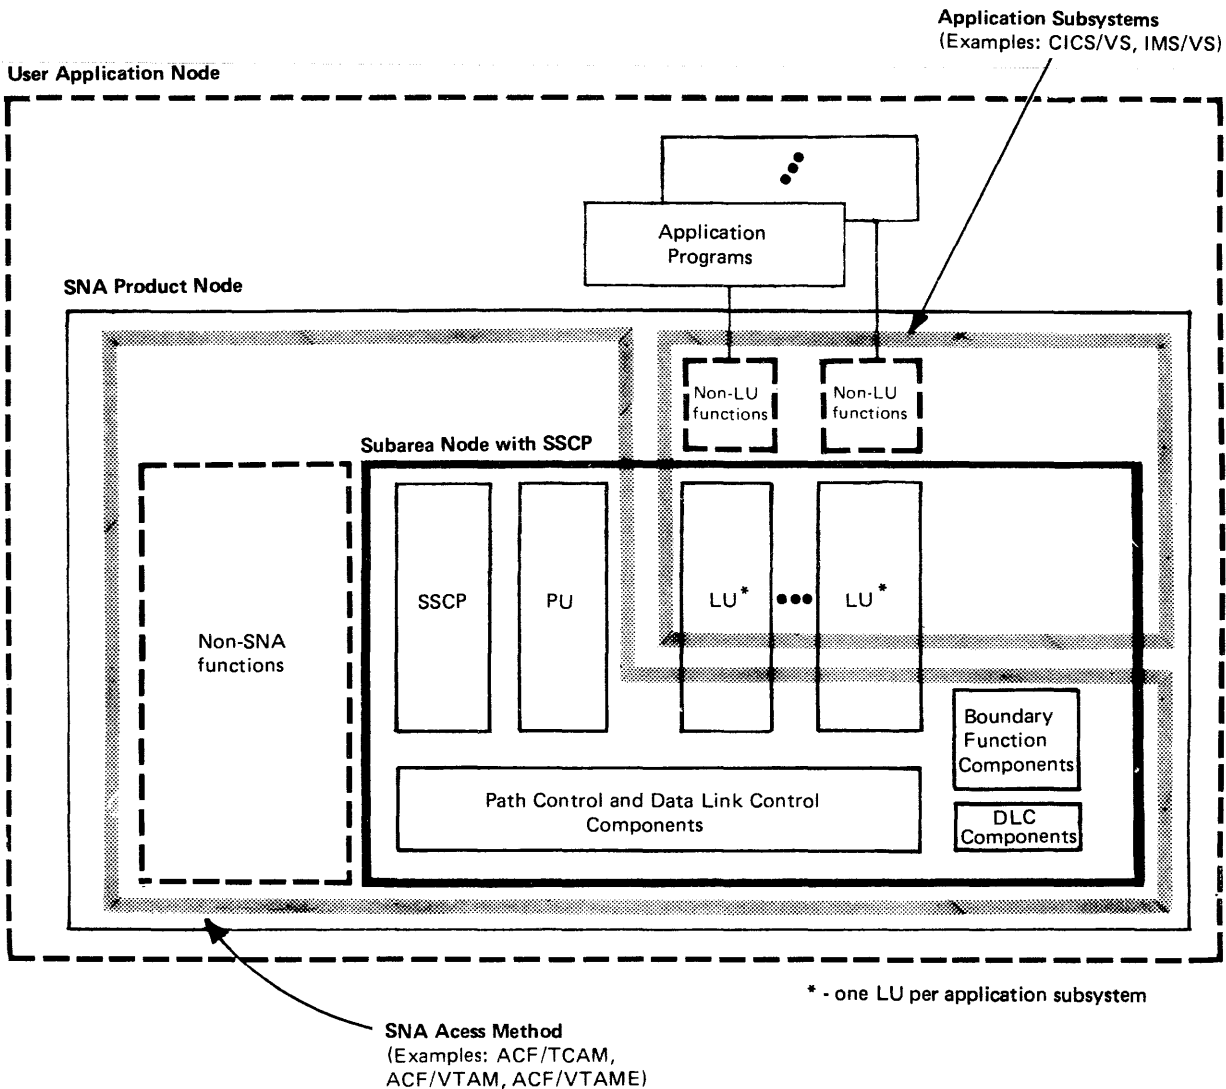 Application Subsystems
(Examples: CICS/VS, IMS/VS)
User Application Node
Application
Programs
SNA Product Node
Non-LU
functions
Non-LU
functions
Subarea Node with SSCP
SSCP
PU
LU*
LU*
Non-SNA
functions
Boundary
Function
Components
Path Control and Data Link Control
Components
DLC
Components
* - one LU per application subsystem
SNA Acess Method
(Examples: ACF/TCAM,
ACF/VTAM, ACF/VTAME)